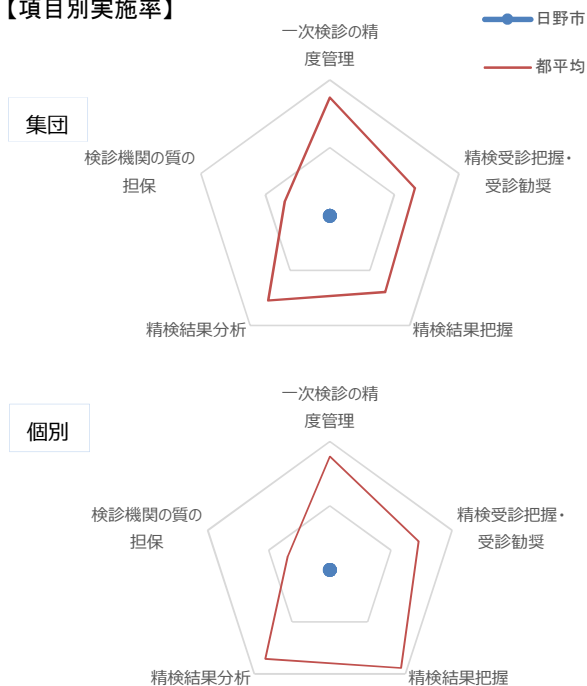 【項目別実施率】
日野市
都平均
集団
一次検診の精
度管理
検診機関の質の
担保
精検受診把握・
受診勧奨
精検結果分析
精検結果把握
個別
一次検診の精
度管理
検診機関の質の
担保
精検受診把握・
受診勧奨
精検結果分析
精検結果把握